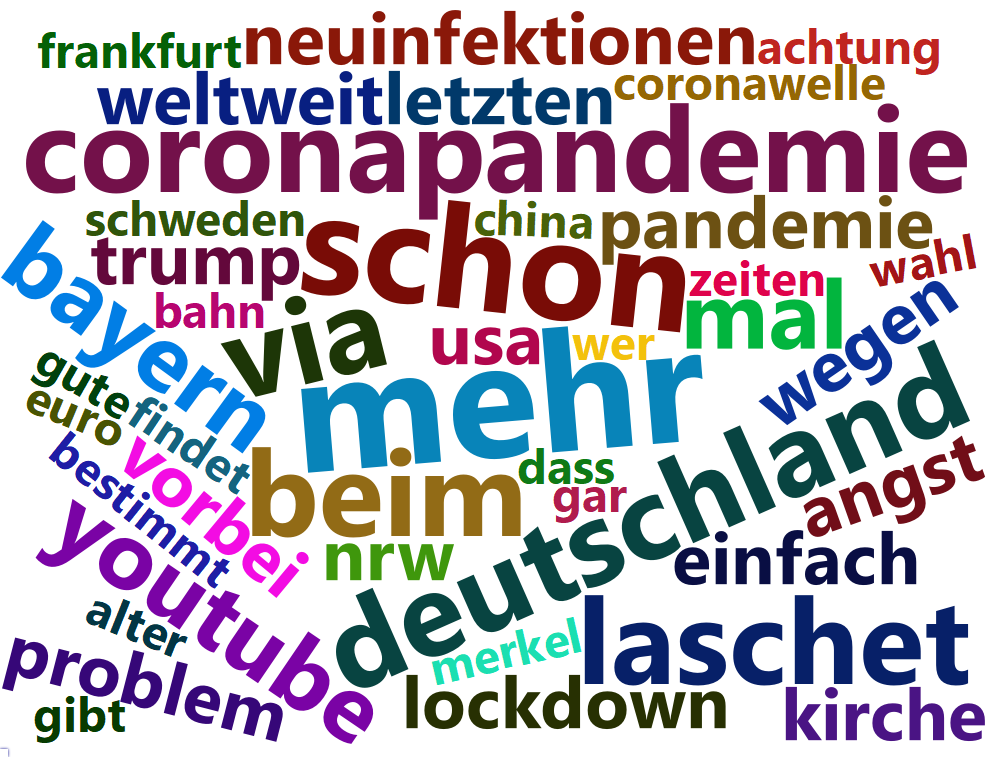 frankfurt neuinfektionen achtung
weltweit letzten coronawelle
coronapandemie
schweden schon china pandemie
trump zeiten wahl
bayern bahn via usa wer mal wegen
gute mehr
euro findet deutschland
bestimmt vorbei beim dass angst
gar
youtube nrw einfach
alter merkel laschet
problem lockdown kirche
gibt